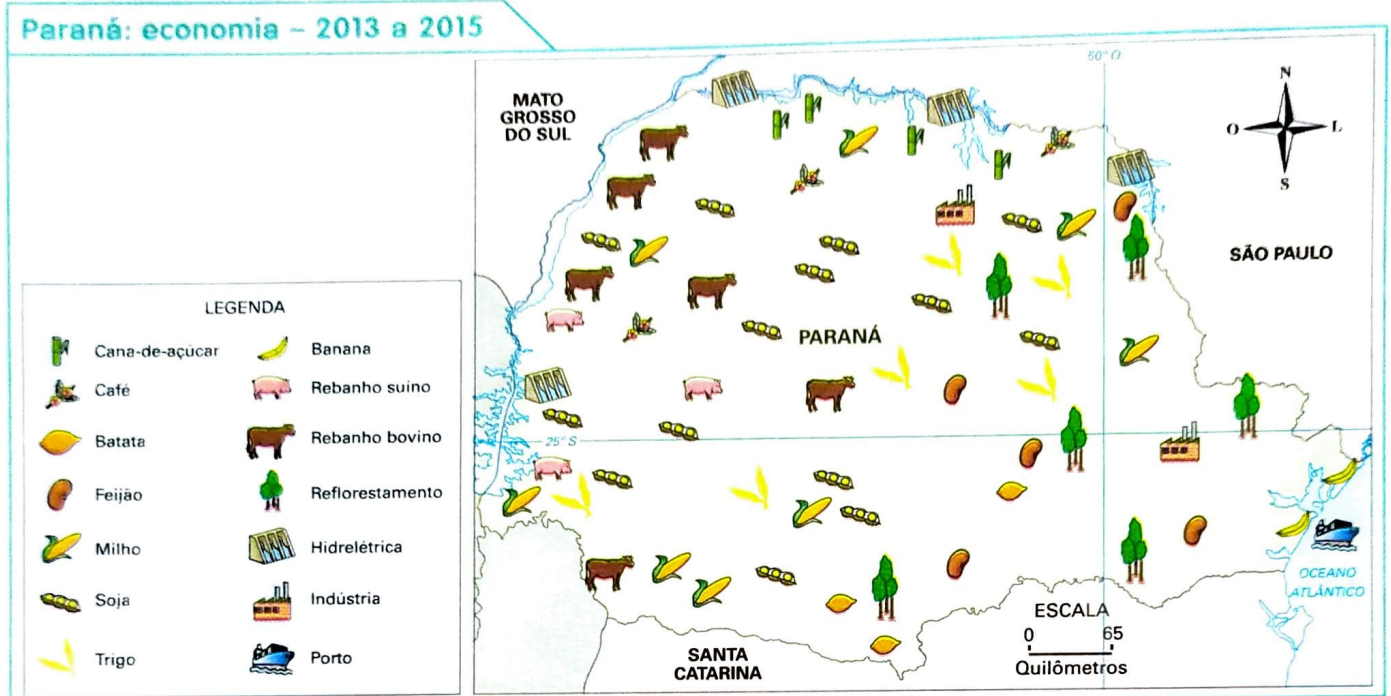 Paraná: economia – 2013 a 2015
50° O
MATO
GROSSO
DO SUL
N
O
L
S
SÃO PAULO
PARANÁ
25° S
LEGENDA
Cana-de-açúcar
Banana
Café
Rebanho suíno
Batata
Rebanho bovino
Feijão
Reflorestamento
Milho
Hidrelétrica
Soja
Indústria
Trigo
Porto
OCEANO
ATLÂNTICO
ESCALA
0 65
Quilômetros
SANTA
CATARINA